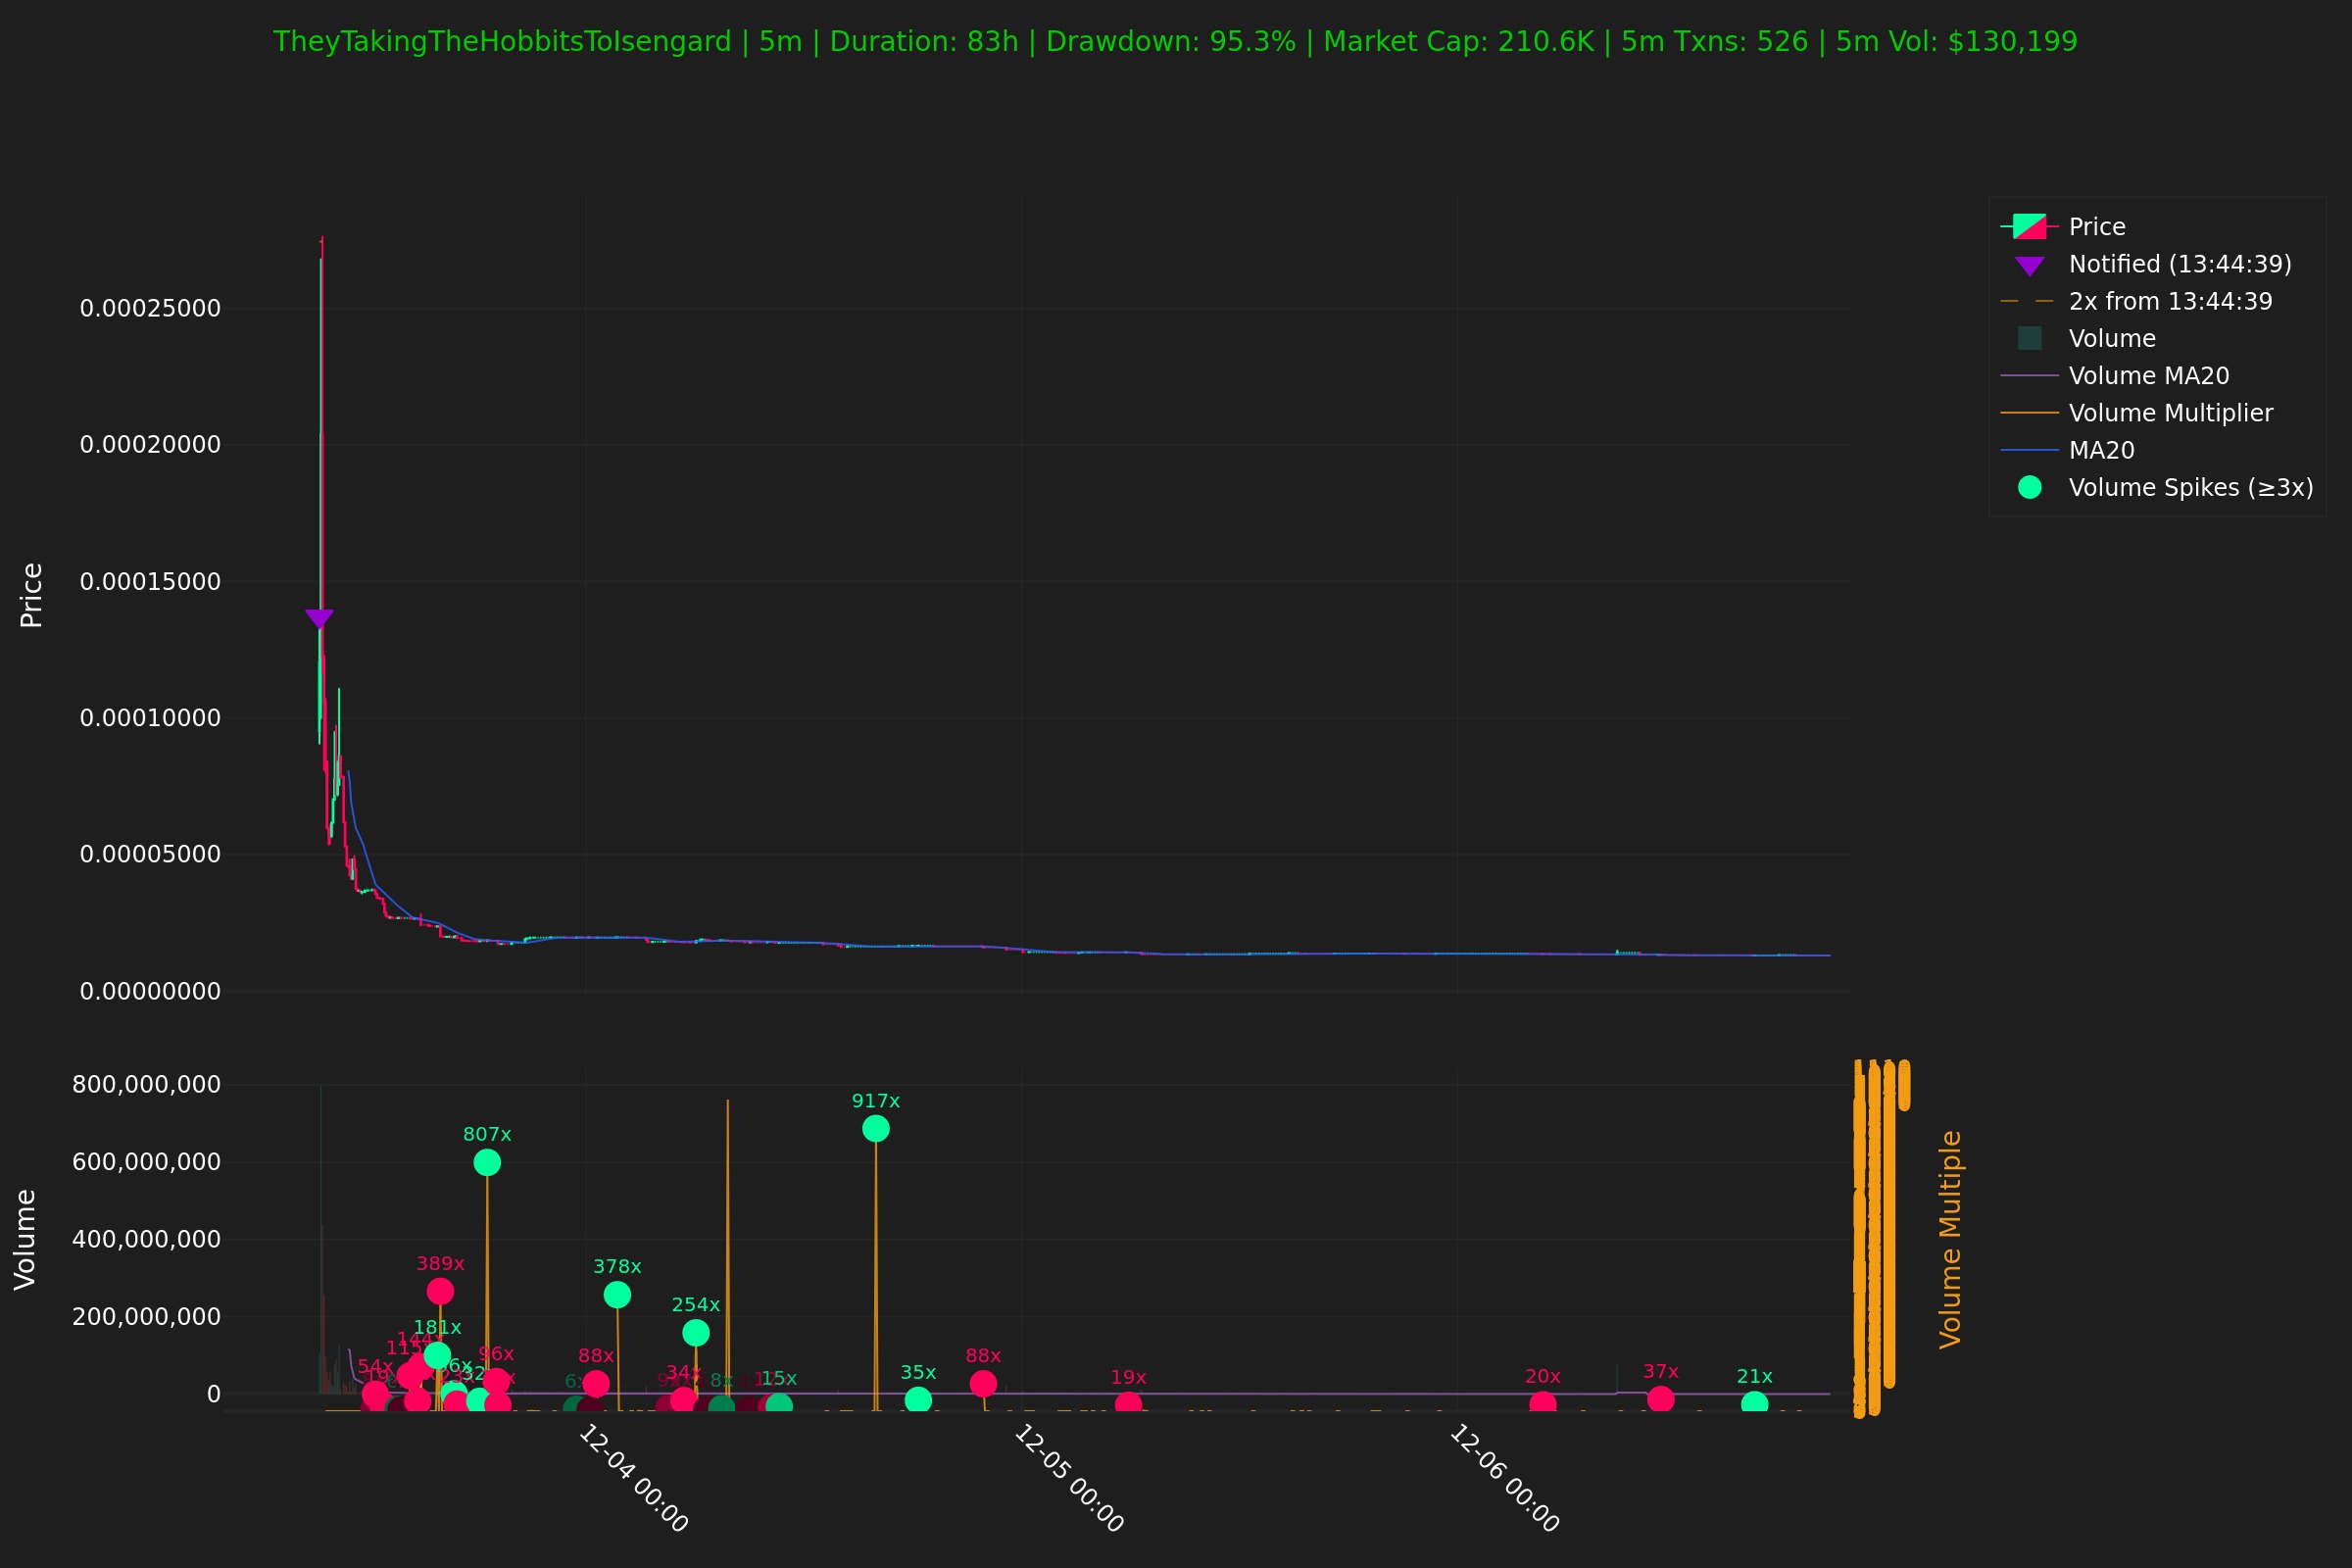 TheyTakingTheHobbitsToIsengard | 5m | Duration: 83h | Drawdown: 95.3% | Market Cap: 210.6K | 5m Txns: 526 | 5m Vol: $130,199
Price
Notified (13:44:39)
2x from 13:44:39
Volume
Volume MA20
Volume Multiplier
MA20
Volume Spikes (≥3x)
Price
0.00025000
0.00020000
0.00015000
0.00010000
0.00005000
0.00000000
Volume
800,000,000
600,000,000
400,000,000
200,000,000
0
917x
807x
389x
378x
254x
181x
54x
96x
88x
34x
8x
15x
35x
88x
19x
20x
37x
21x
Volume Multiple
12-04 00:00
12-05 00:00
12-06 00:00